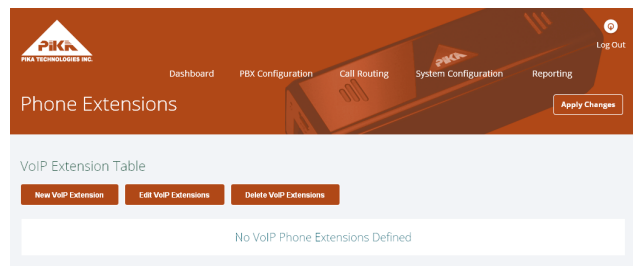 PIKA
PIKA TECHNOLOGIES INC.
Log Out
Dashboard PBX Configuration Call Routing System Configuration Reporting
PIKA
Phone Extensions
Apply Changes
VoIP Extension Table
New VoIP Extension Edit VoIP Extensions Delete VoIP Extensions
No VoIP Phone Extensions Defined